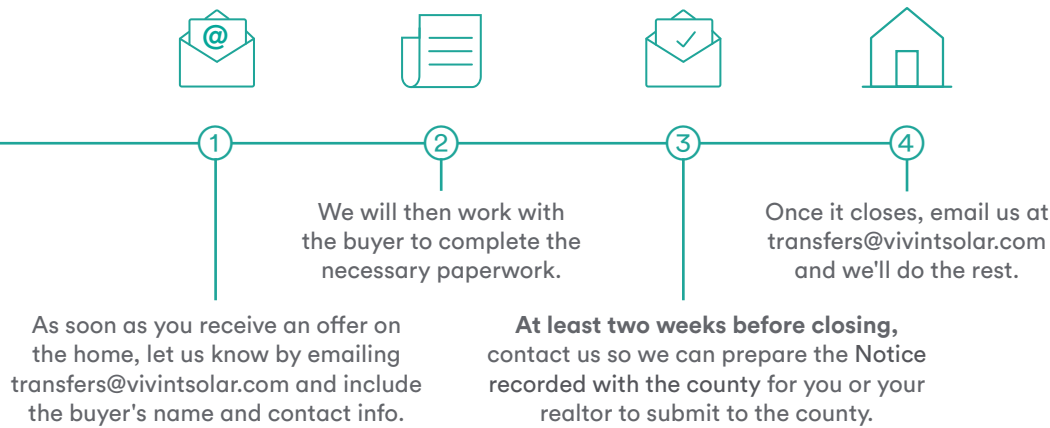 @
1
2
3
4
We will then work with
the buyer to complete the
necessary paperwork.
Once it closes, email us at
transfers@vivintsolar.com
and we'll do the rest.
As soon as you receive an offer on
the home, let us know by emailing
transfers@vivintsolar.com and include
the buyer's name and contact info.
At least two weeks before closing,
contact us so we can prepare the Notice
recorded with the county for you or your
realtor to submit to the county.